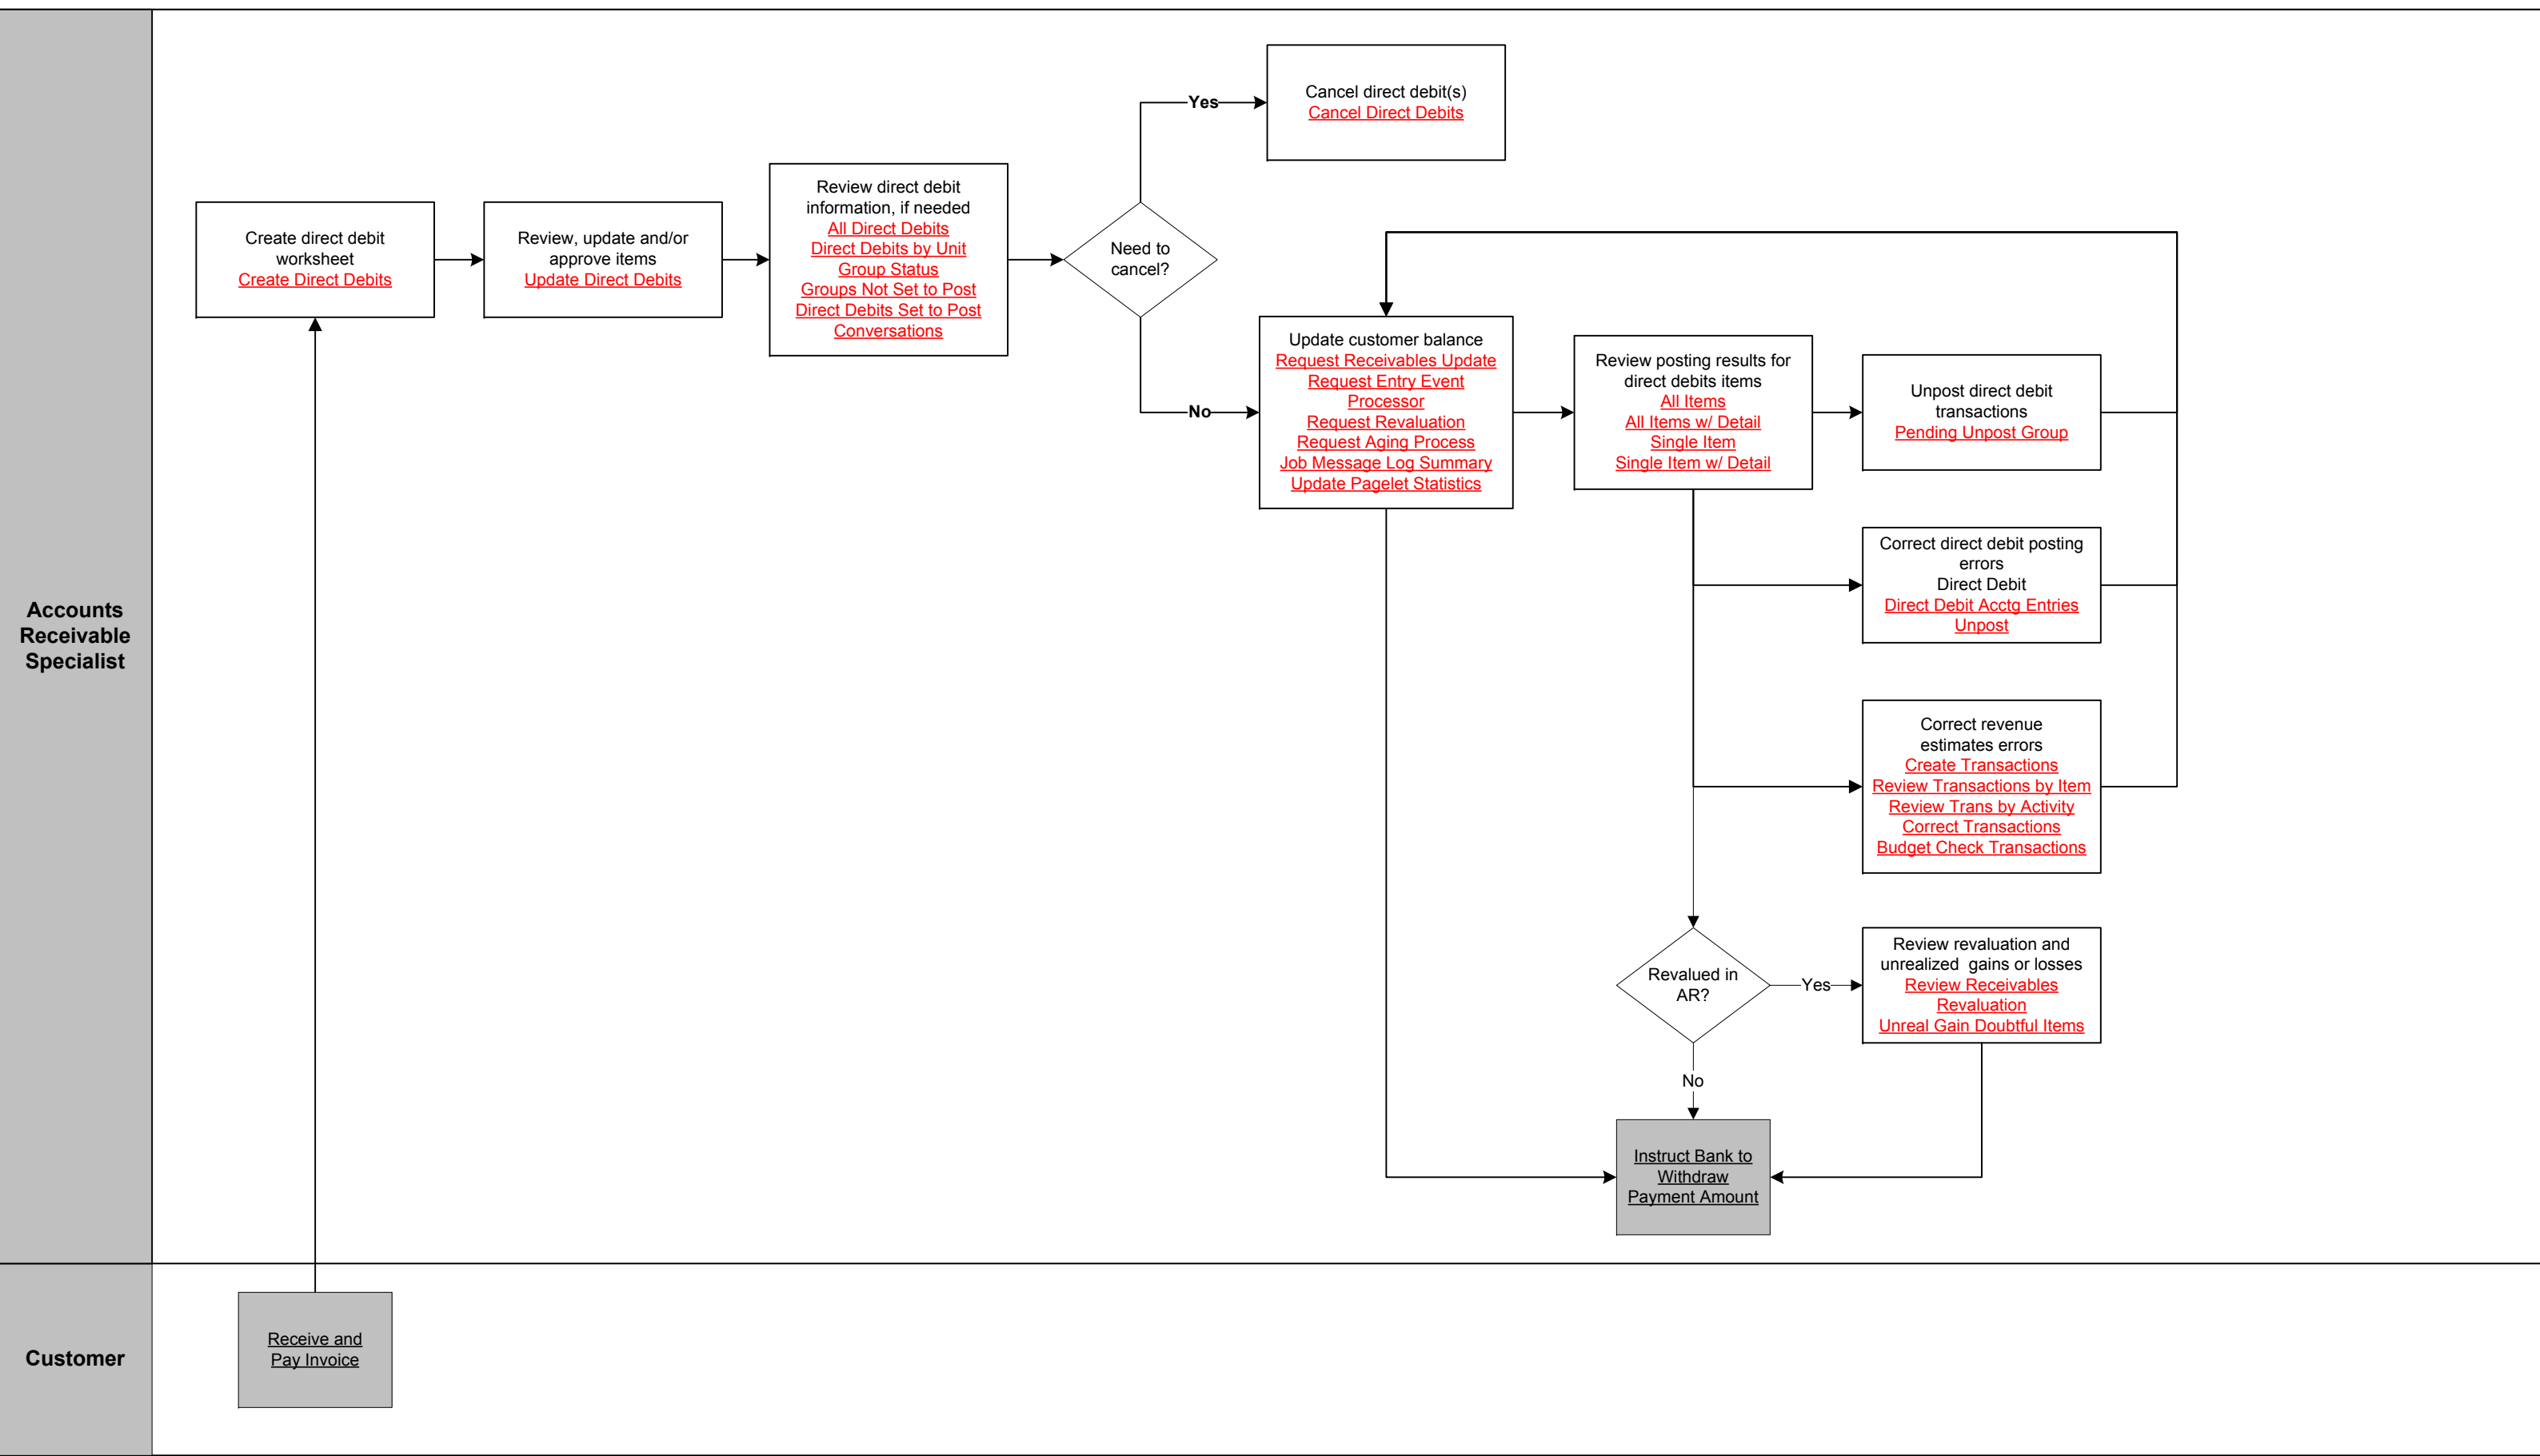 Accounts
Receivable
Specialist
Create direct debit
worksheet
Create Direct Debits
Review, update and/or
approve items
Update Direct Debits
Review direct debit
information, if needed
All Direct Debits
Direct Debits by Unit
Group Status
Groups Not Set to Post
Direct Debits Set to Post
Conversations
Need to
cancel?
Yes
Cancel direct debit(s)
Cancel Direct Debits
No
Update customer balance
Request Receivables Update
Request Entry Event
Processor
Request Revaluation
Request Aging Process
Job Message Log Summary
Update Pagelet Statistics
Review posting results for
direct debits items
All Items
All Items w/ Detail
Single Item
Single Item w/ Detail
Unpost direct debit
transactions
Pending Unpost Group
Correct direct debit posting
errors
Direct Debit
Direct Debit Acctg Entries
Unpost
Correct revenue
estimates errors
Create Transactions
Review Transactions by Item
Review Trans by Activity
Correct Transactions
Budget Check Transactions
Revalued in
AR?
Yes
Review revaluation and
unrealized  gains or losses
Review Receivables
Revaluation
Unreal Gain Doubtful Items
No
Instruct Bank to
Withdraw
Payment Amount
Customer
Receive and
Pay Invoice